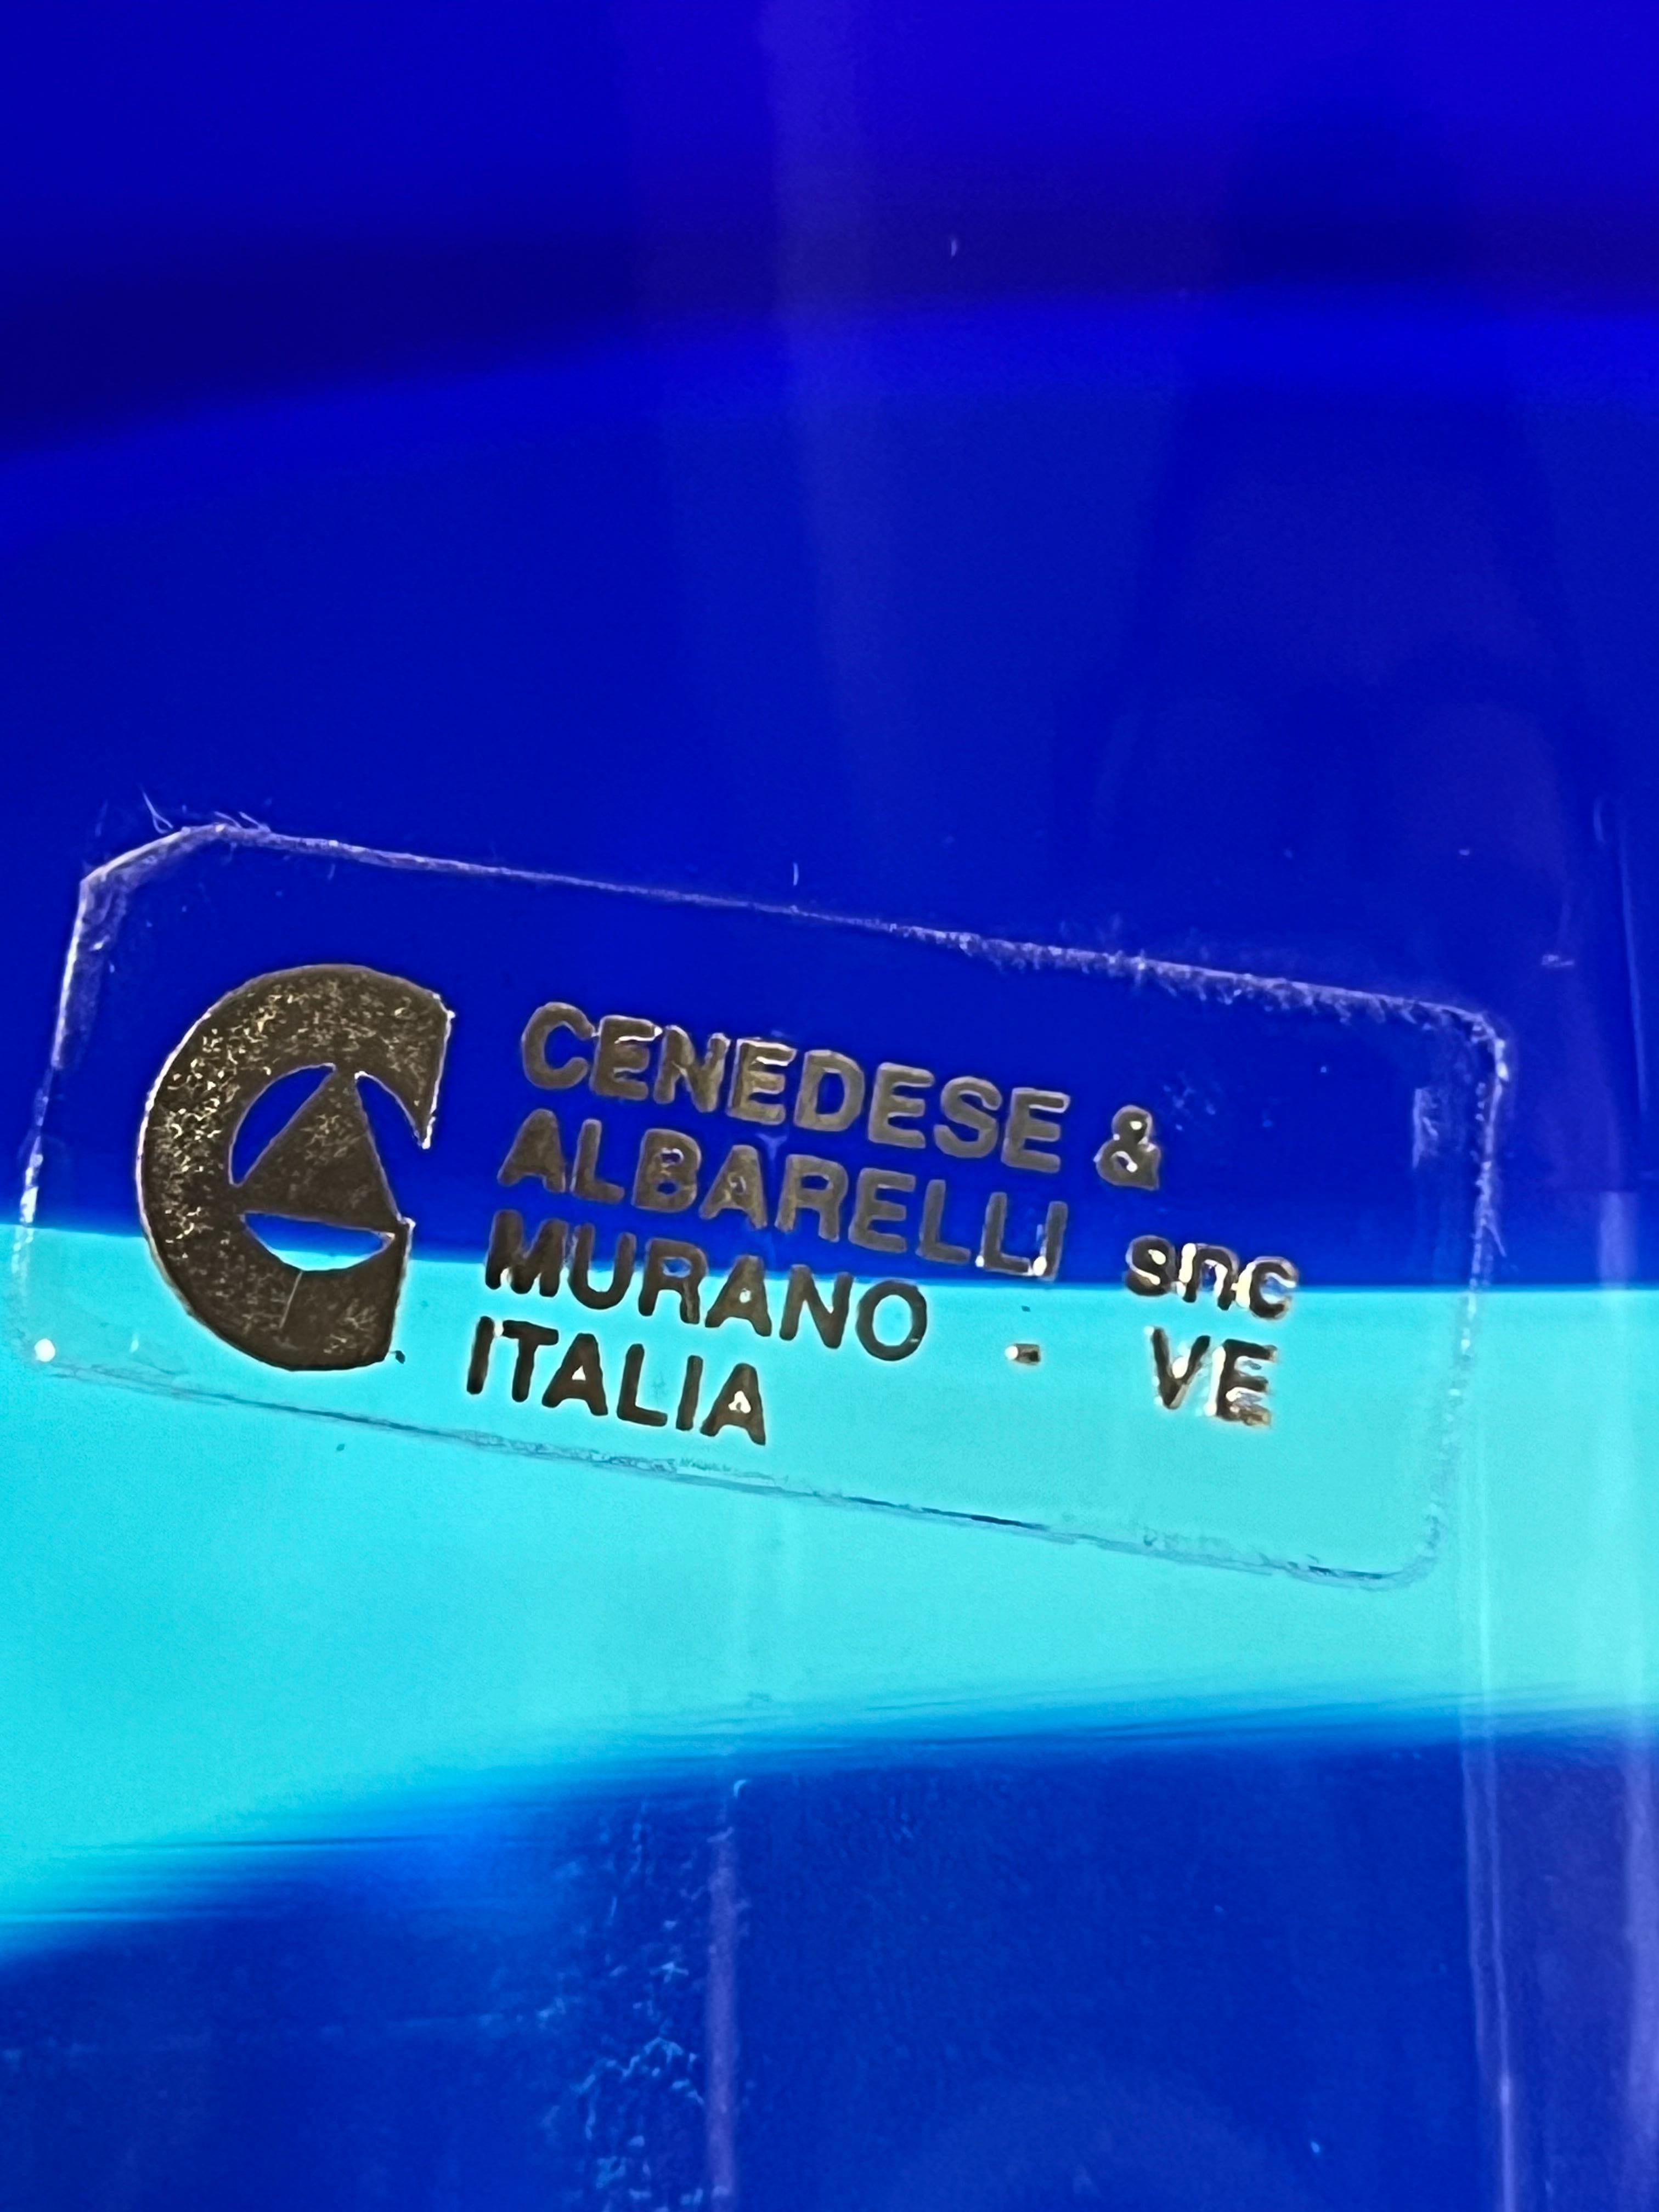 CENEDESE &
ALBARELLI snc
MURANO - VE
ITALIA